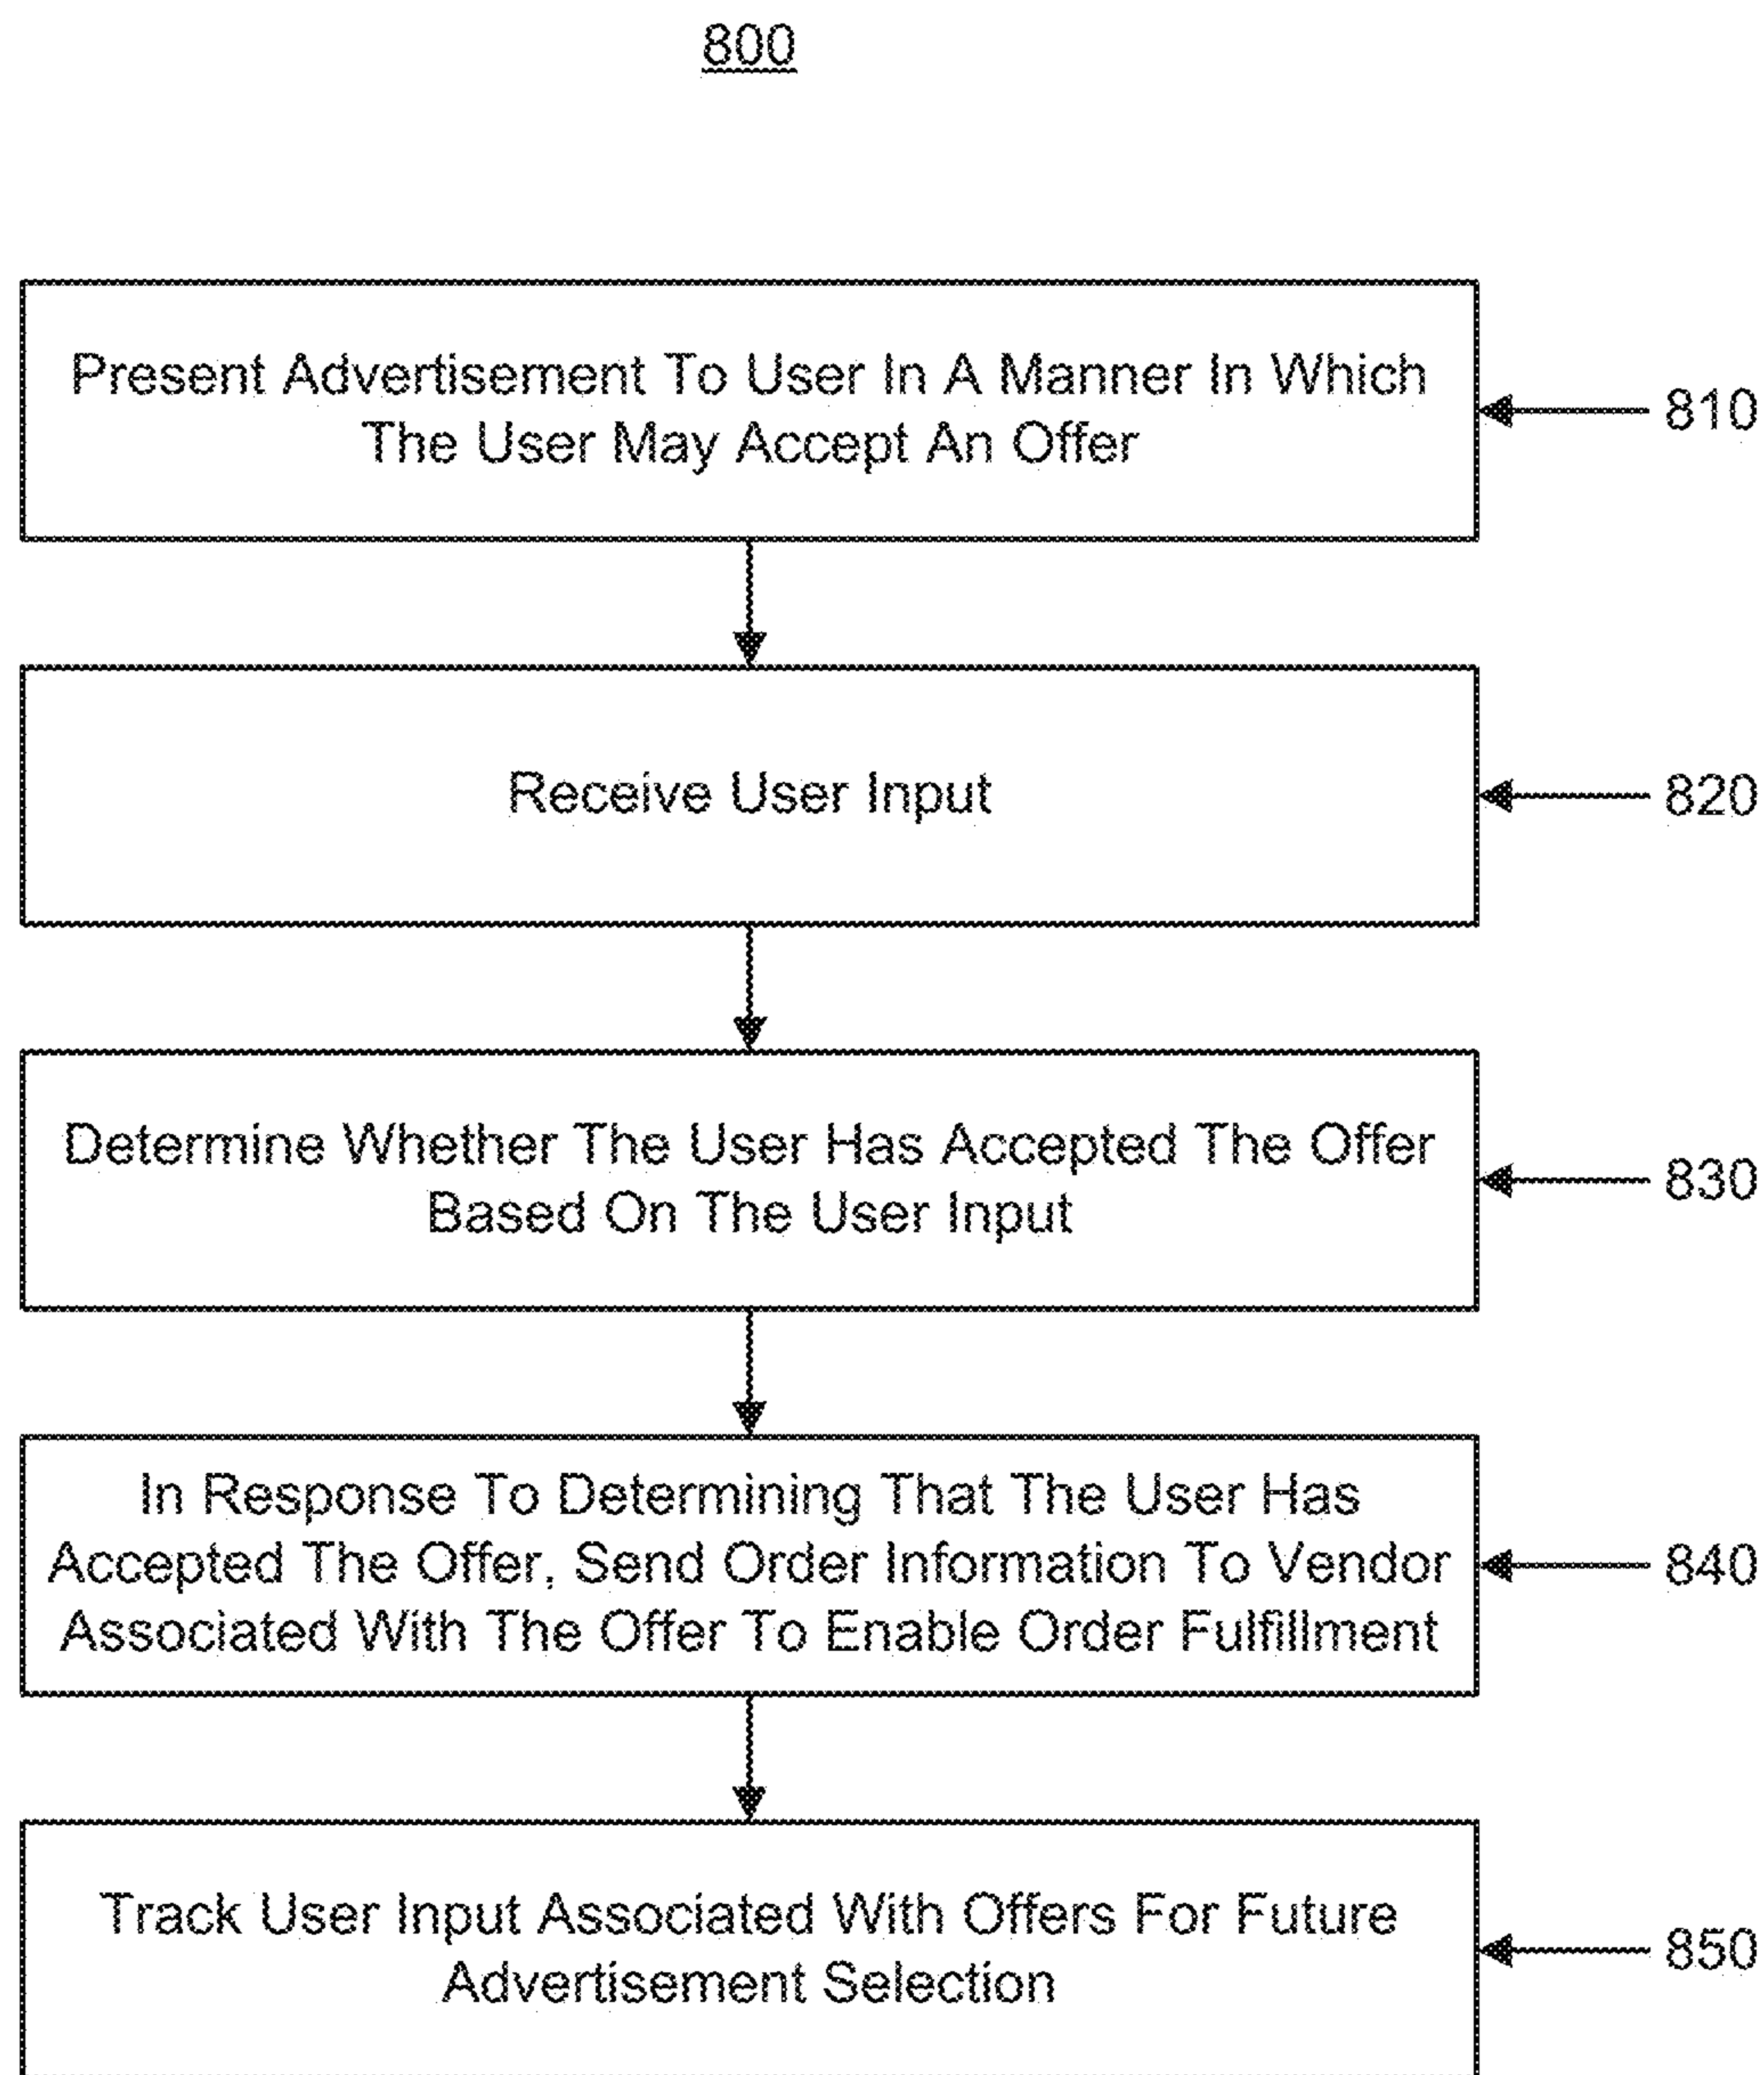 800
Present Advertisement To User In A Manner In Which
The User May Accept An Offer
810
Receive User Input
820
Determine Whether The User Has Accepted The Offer
Based On The User Input
830
In Response To Determining That The User Has
Accepted The Offer, Send Order Information To Vendor
Associated With The Offer To Enable Order Fulfillment
840
Track User Input Associated With Offers For Future
Advertisement Selection
850